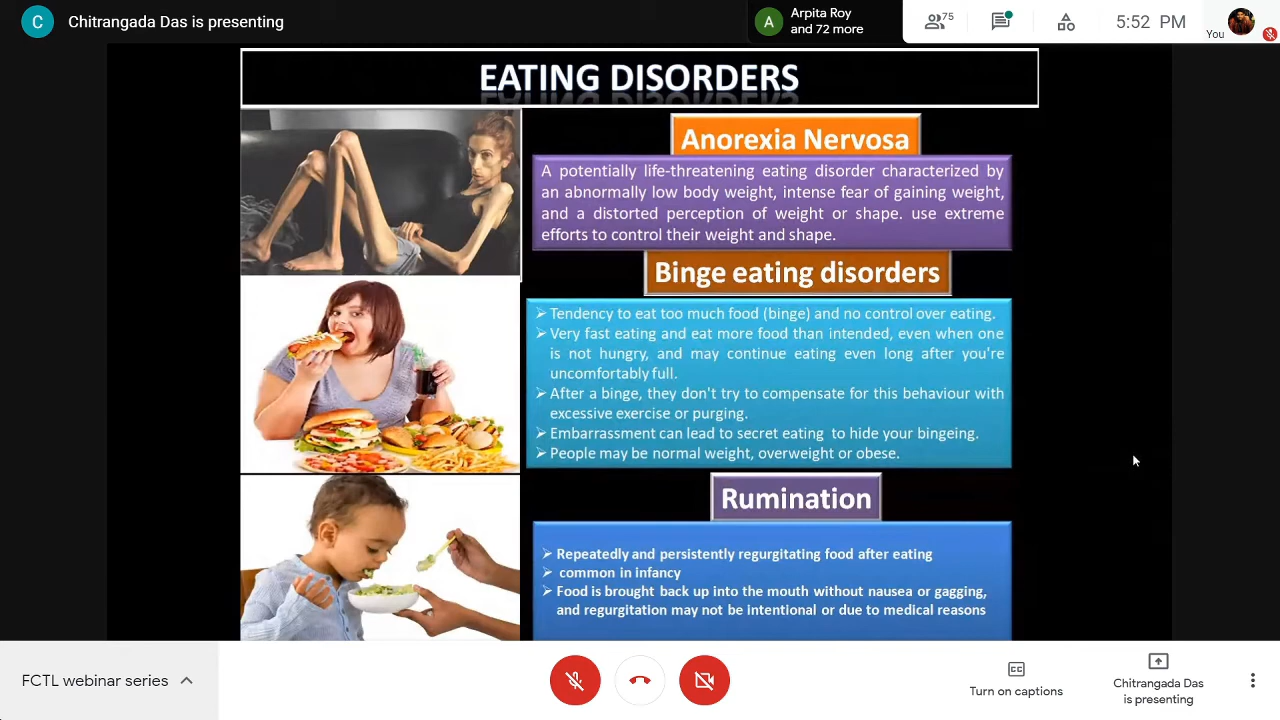 C
Chitrangada Das is presenting
A
Arpita Roy
and 72 more
75
5:52 PM
You
EATING DISORDERS
Anorexia Nervosa
A potentially life-threatening eating disorder characterized by
an abnormally low body weight, intense fear of gaining weight,
and a distorted perception of weight or shape. use extreme
efforts to control their weight and shape.
Binge eating disorders
➢ Tendency to eat too much food (binge) and no control over eating.
➢ Very fast eating and eat more food than intended, even when one
is not hungry, and may continue eating even long after you're
uncomfortably full.
➢ After a binge, they don't try to compensate for this behaviour with
excessive exercise or purging.
➢ Embarrassment can lead to secret eating to hide your bingeing.
➢ People may be normal weight, overweight or obese.
Rumination
➢ Repeatedly and persistently regurgitating food after eating
➢ common in infancy
➢ Food is brought back up into the mouth without nausea or gagging,
and regurgitation may not be intentional or due to medical reasons
FCTL webinar series
CC
Turn on captions
Chitrangada Das
is presenting